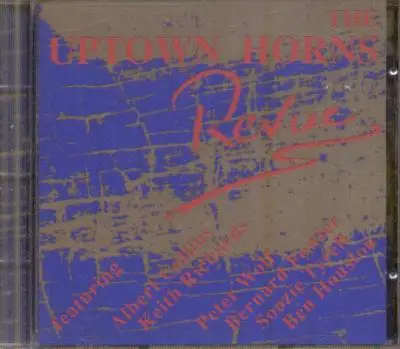 THE
UPTOWN HORNS
Revue
Featuring
Albert Collins
Keith Richards
Peter Wolf
Bernard Fowler
Soozie Tyrell
Ben Houston